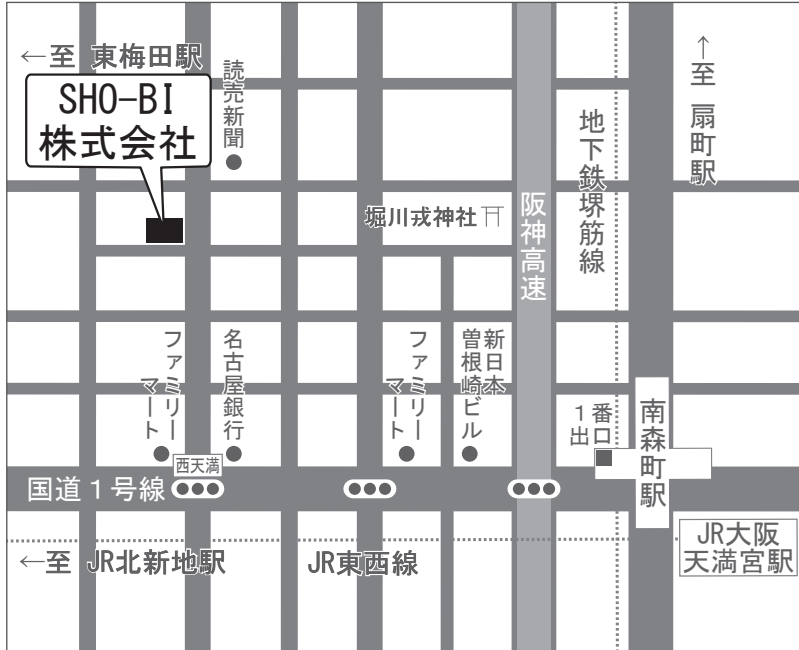 ←至 東梅田駅
SHO-BI
株式会社
読売新聞
堀川戎神社
阪神高速
地下鉄堺筋線
←至 扇町駅
ファミリー
マート
名古屋銀行
ファミリー
マート
新日本
曽根崎ビル
1番
出口
南森町駅
西天満
国道1号線
JR大阪
天満宮駅
←至 JR北新地駅
JR東西線